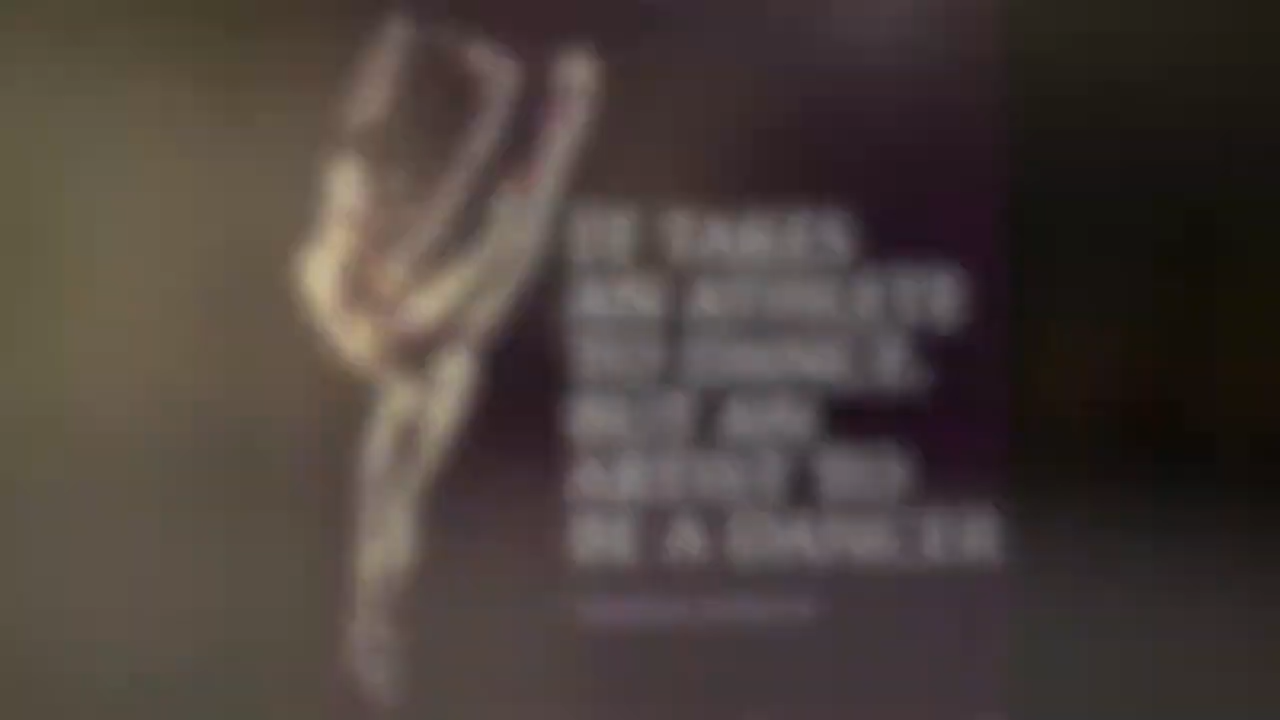 IT TAKES
AN ATHLETE
TO DANCE,
BUT AN
ARTIST TO
BE A DANCER